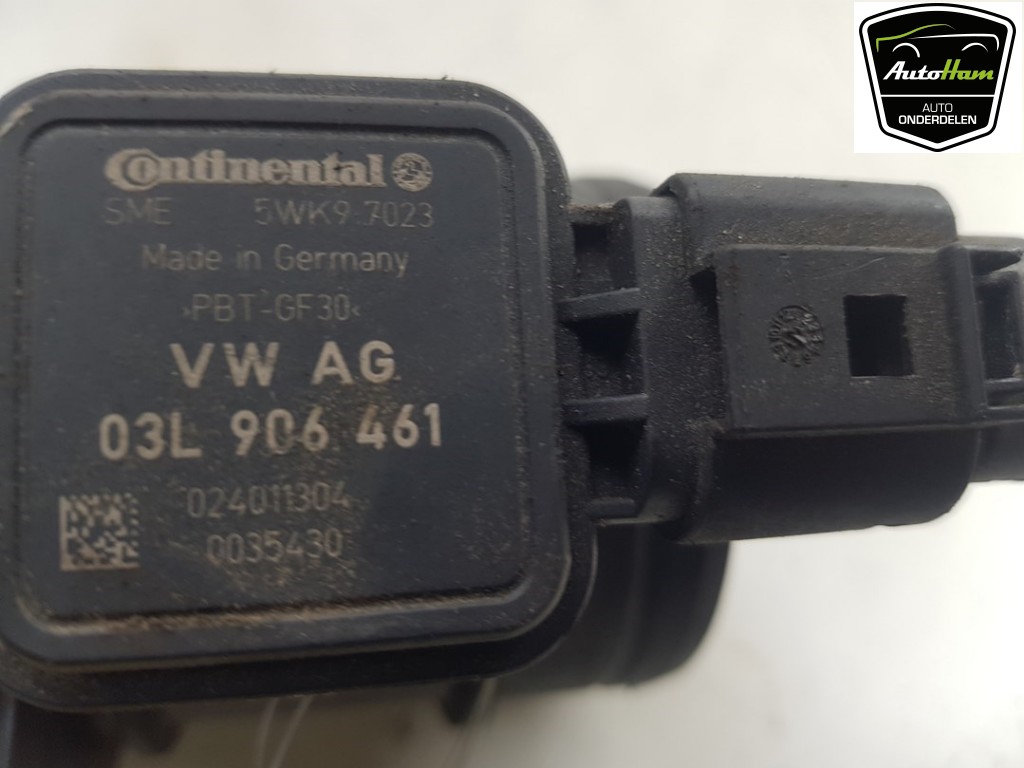 Continental
SME 5WK9 7023
Made in Germany
>PBT-GF30<
VW AG
03L 906 461
024011304
0035430
AutoHam
AUTO
ONDERDELEN